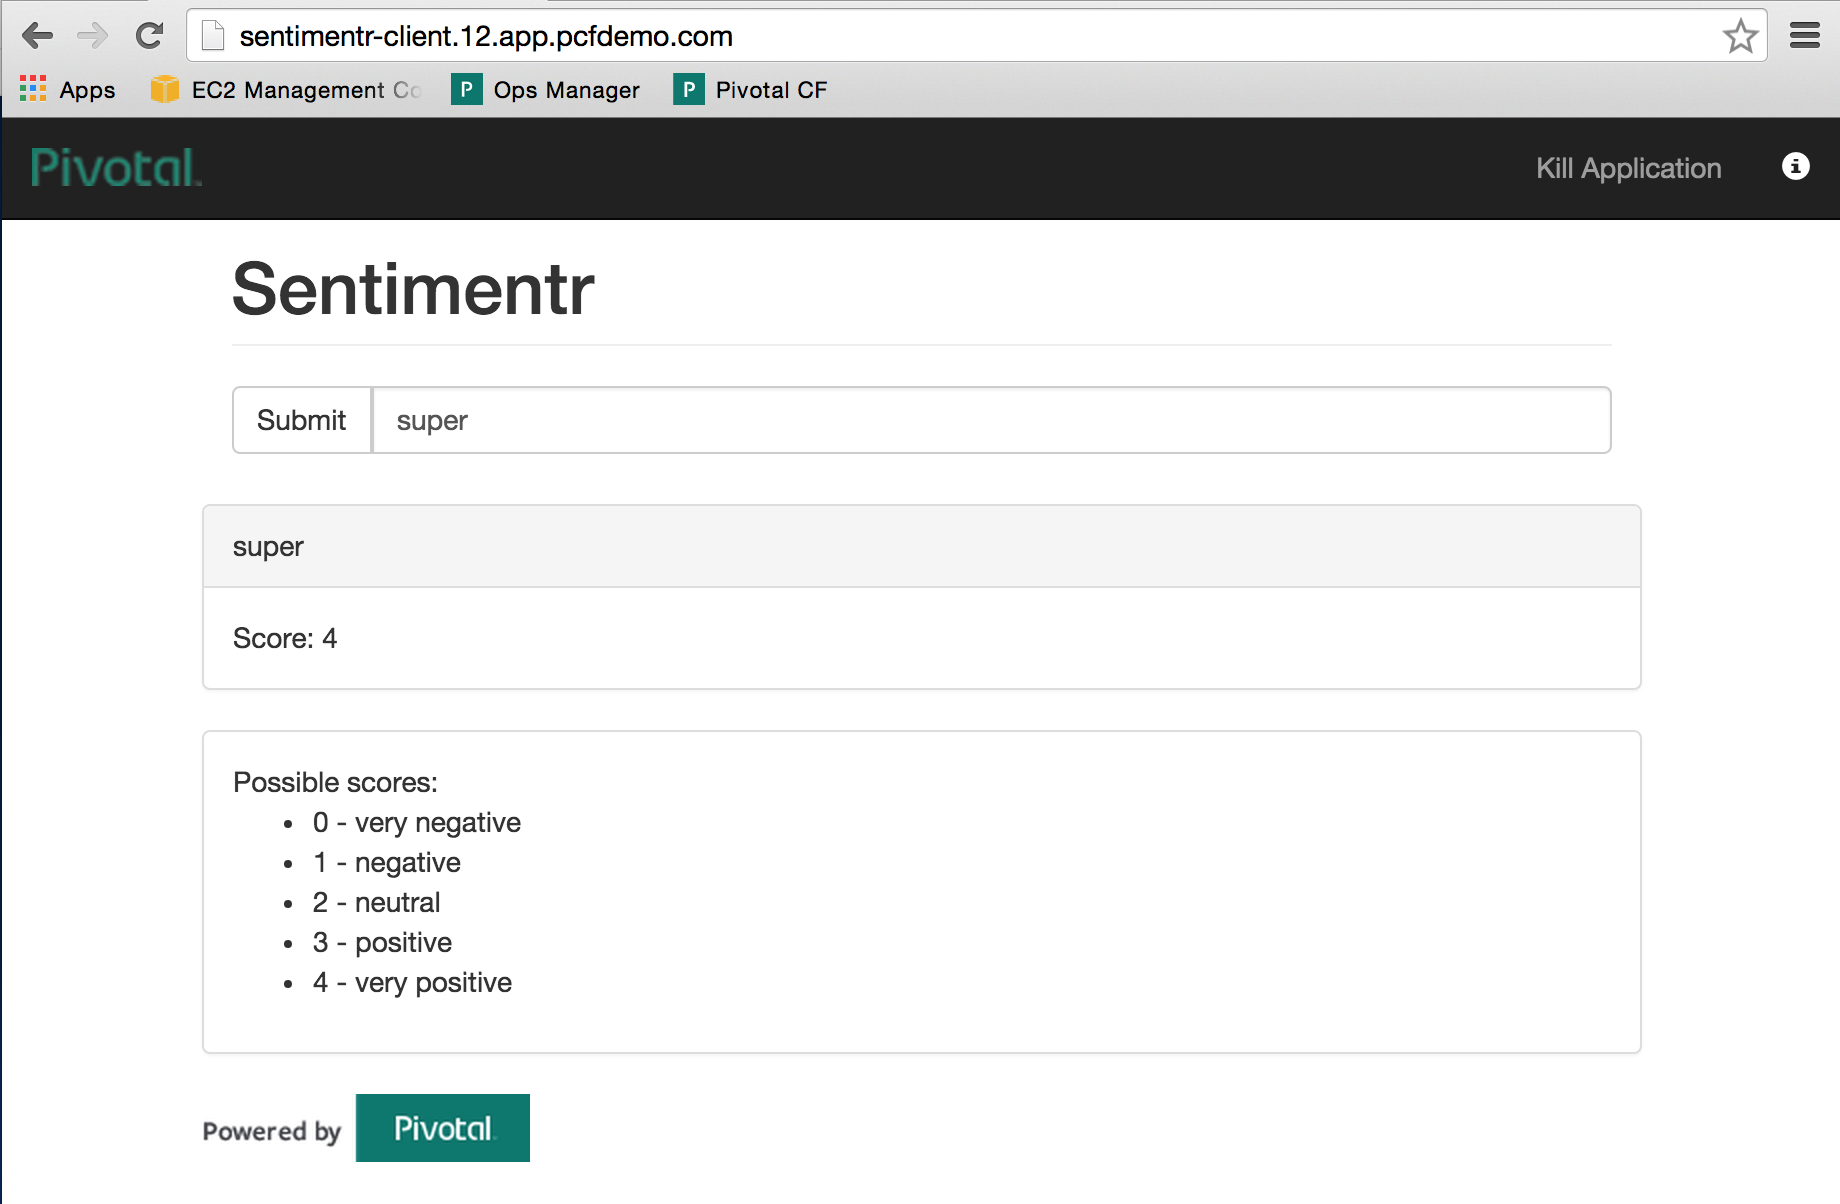 sentimentr-client.12.app.pcfdemo.com
Apps EC2 Management Co P Ops Manager P Pivotal CF
Pivotal. Kill Application
Sentimentr
Submit super
super
Score: 4
Possible scores:
• 0 - very negative
• 1 - negative
• 2 - neutral
• 3 - positive
• 4 - very positive
Powered by Pivotal.